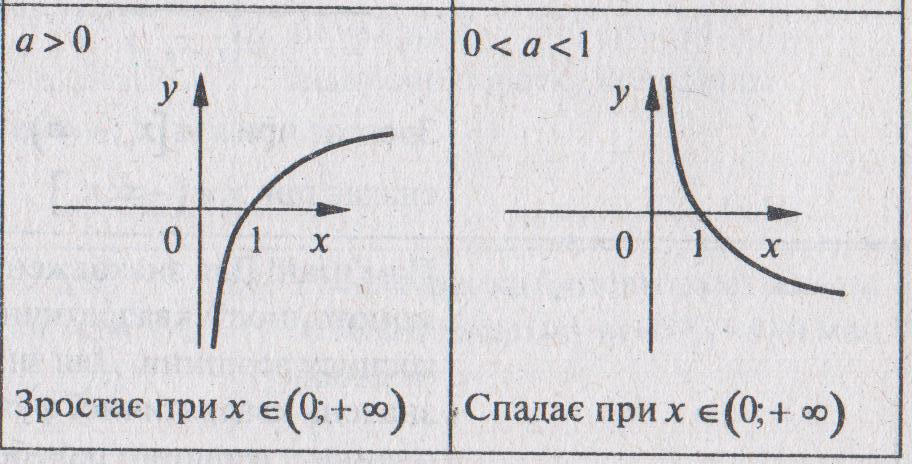 a > 0
y
0 1 x
Зростає при x ∈(0;+ ∞)
0 < a < 1
y
0 1 x
Спадає при x ∈(0;+ ∞)